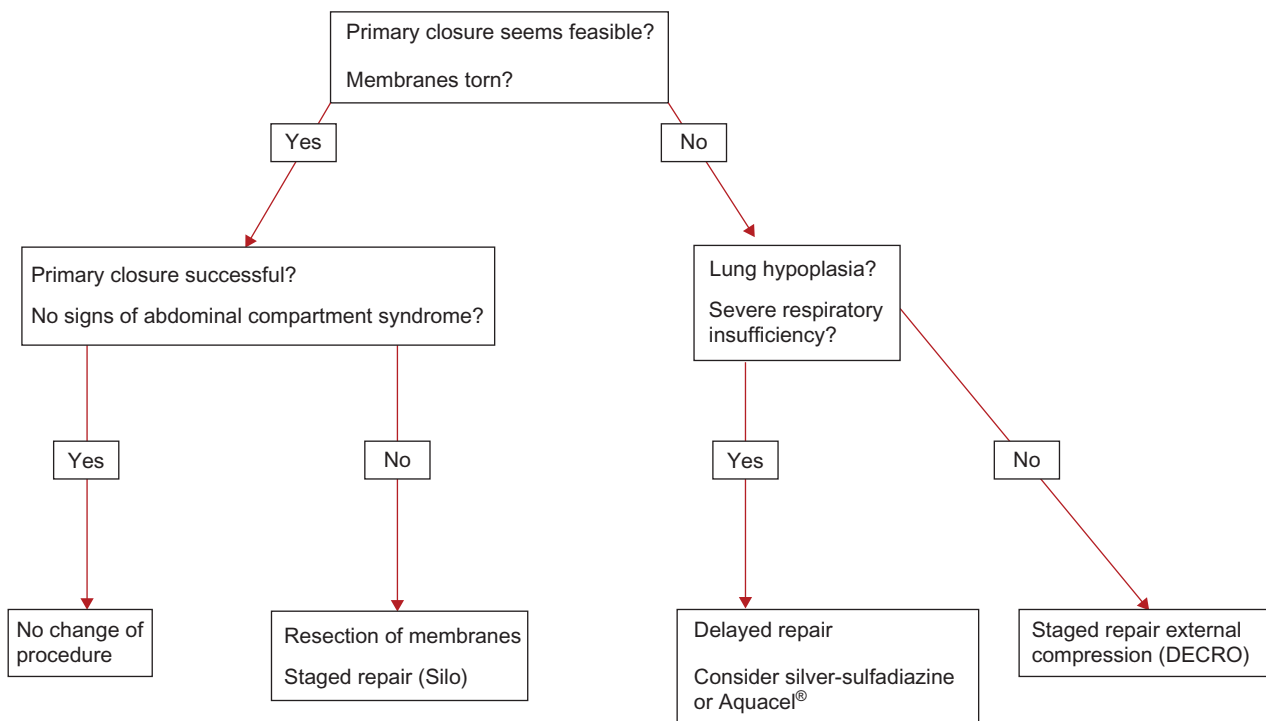 Primary closure seems feasible?
Membranes torn?
Yes
No
Primary closure successful?
No signs of abdominal compartment syndrome?
Lung hypoplasia?
Severe respiratory
insufficiency?
Yes
No
Yes
No
No change of
procedure
Resection of membranes
Staged repair (Silo)
Delayed repair
Consider silver-sulfadiazine
or Aquacel®
Staged repair external
compression (DECRO)